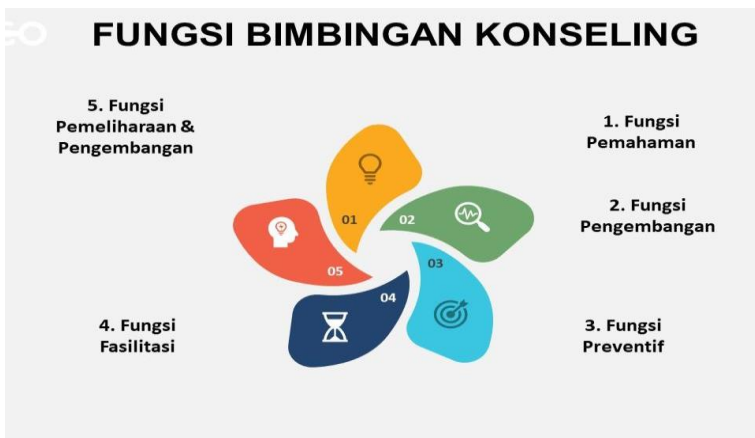 FUNGSI BIMBINGAN KONSELING
5. Fungsi
Pemeliharaan &
Pengembangan
1. Fungsi
Pemahaman
2. Fungsi
Pengembangan
3. Fungsi
Preventif
4. Fungsi
Fasilitasi
01
02
03
04
05